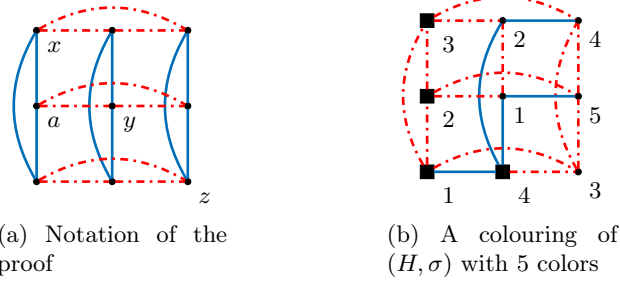 x
a
y
z
(a) Notation of the
proof
3
2
4
2
1
5
1
4
3
(b) A colouring of
(H, σ) with 5 colors